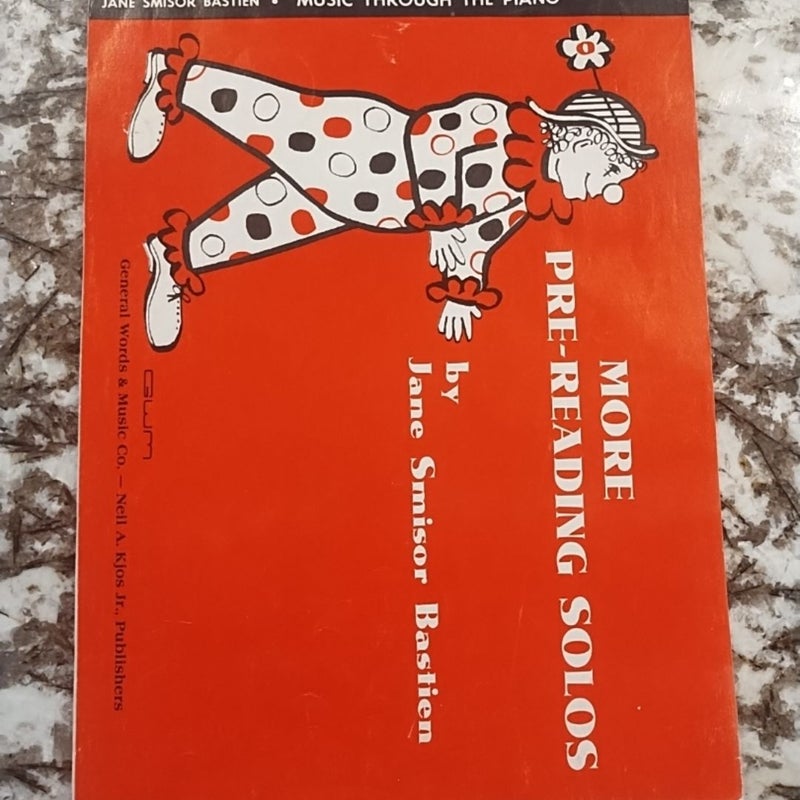 JANE SMISOR BASTIEN • MUSIC THROUGH THE PIANO
MORE
PRE-READING SOLOS
by
Jane Smisor Bastien
GWM
General Words & Music Co. — Neil A. Kjos Jr., Publishers